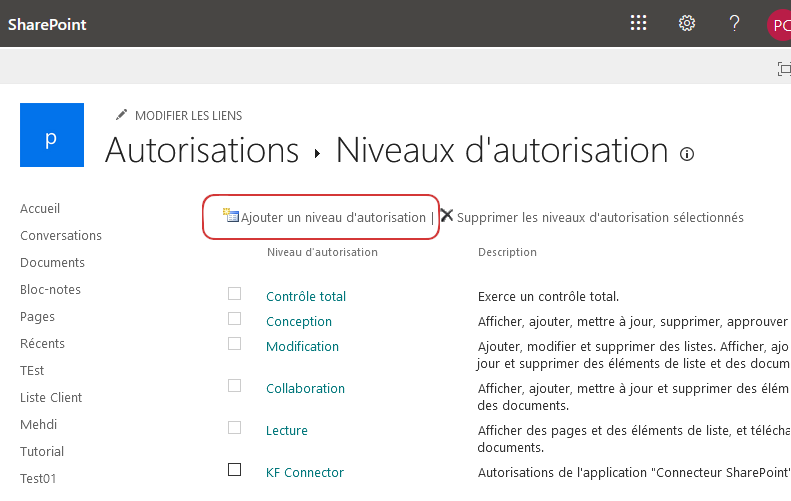 SharePoint
?
PC
p
MODIFIER LES LIENS
Autorisations ▸ Niveaux d'autorisation
Accueil
Conversations
Documents
Bloc-notes
Pages
Récents
TEst
Liste Client
Mehdi
Tutorial
Test01
Ajouter un niveau d'autorisation | Supprimer les niveaux d'autorisation sélectionnés
Niveau d'autorisation Description
Contrôle total Exerce un contrôle total.
Conception Afficher, ajouter, mettre à jour, supprimer, approuver
Modification Ajouter, modifier et supprimer des listes. Afficher, ajo
jour et supprimer des éléments de liste et des docum
Collaboration Afficher, ajouter, mettre à jour et supprimer des élém
des documents.
Lecture Afficher des pages et des éléments de liste, et télécha
documents.
KF Connector Autorisations de l'application "Connecteur SharePoint"